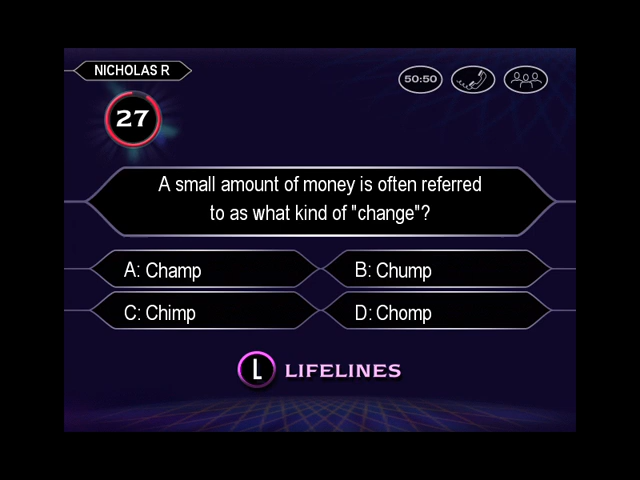 NICHOLAS R
50:50
27
A small amount of money is often referred
to as what kind of "change"?
A: Champ
B: Chump
C: Chimp
D: Chomp
L LIFELINES